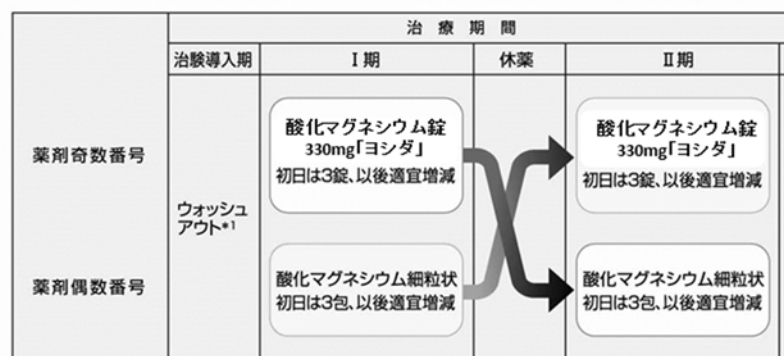 治療期間
治験導入期
Ⅰ期
休薬
Ⅱ期
薬剤奇数番号
ウォッシュ
アウト*1
酸化マグネシウム錠
330mg「ヨシダ」
初日は3錠、以後適宜増減
酸化マグネシウム錠
330mg「ヨシダ」
初日は3錠、以後適宜増減
薬剤偶数番号
酸化マグネシウム細粒状
初日は3包、以後適宜増減
酸化マグネシウム細粒状
初日は3包、以後適宜増減